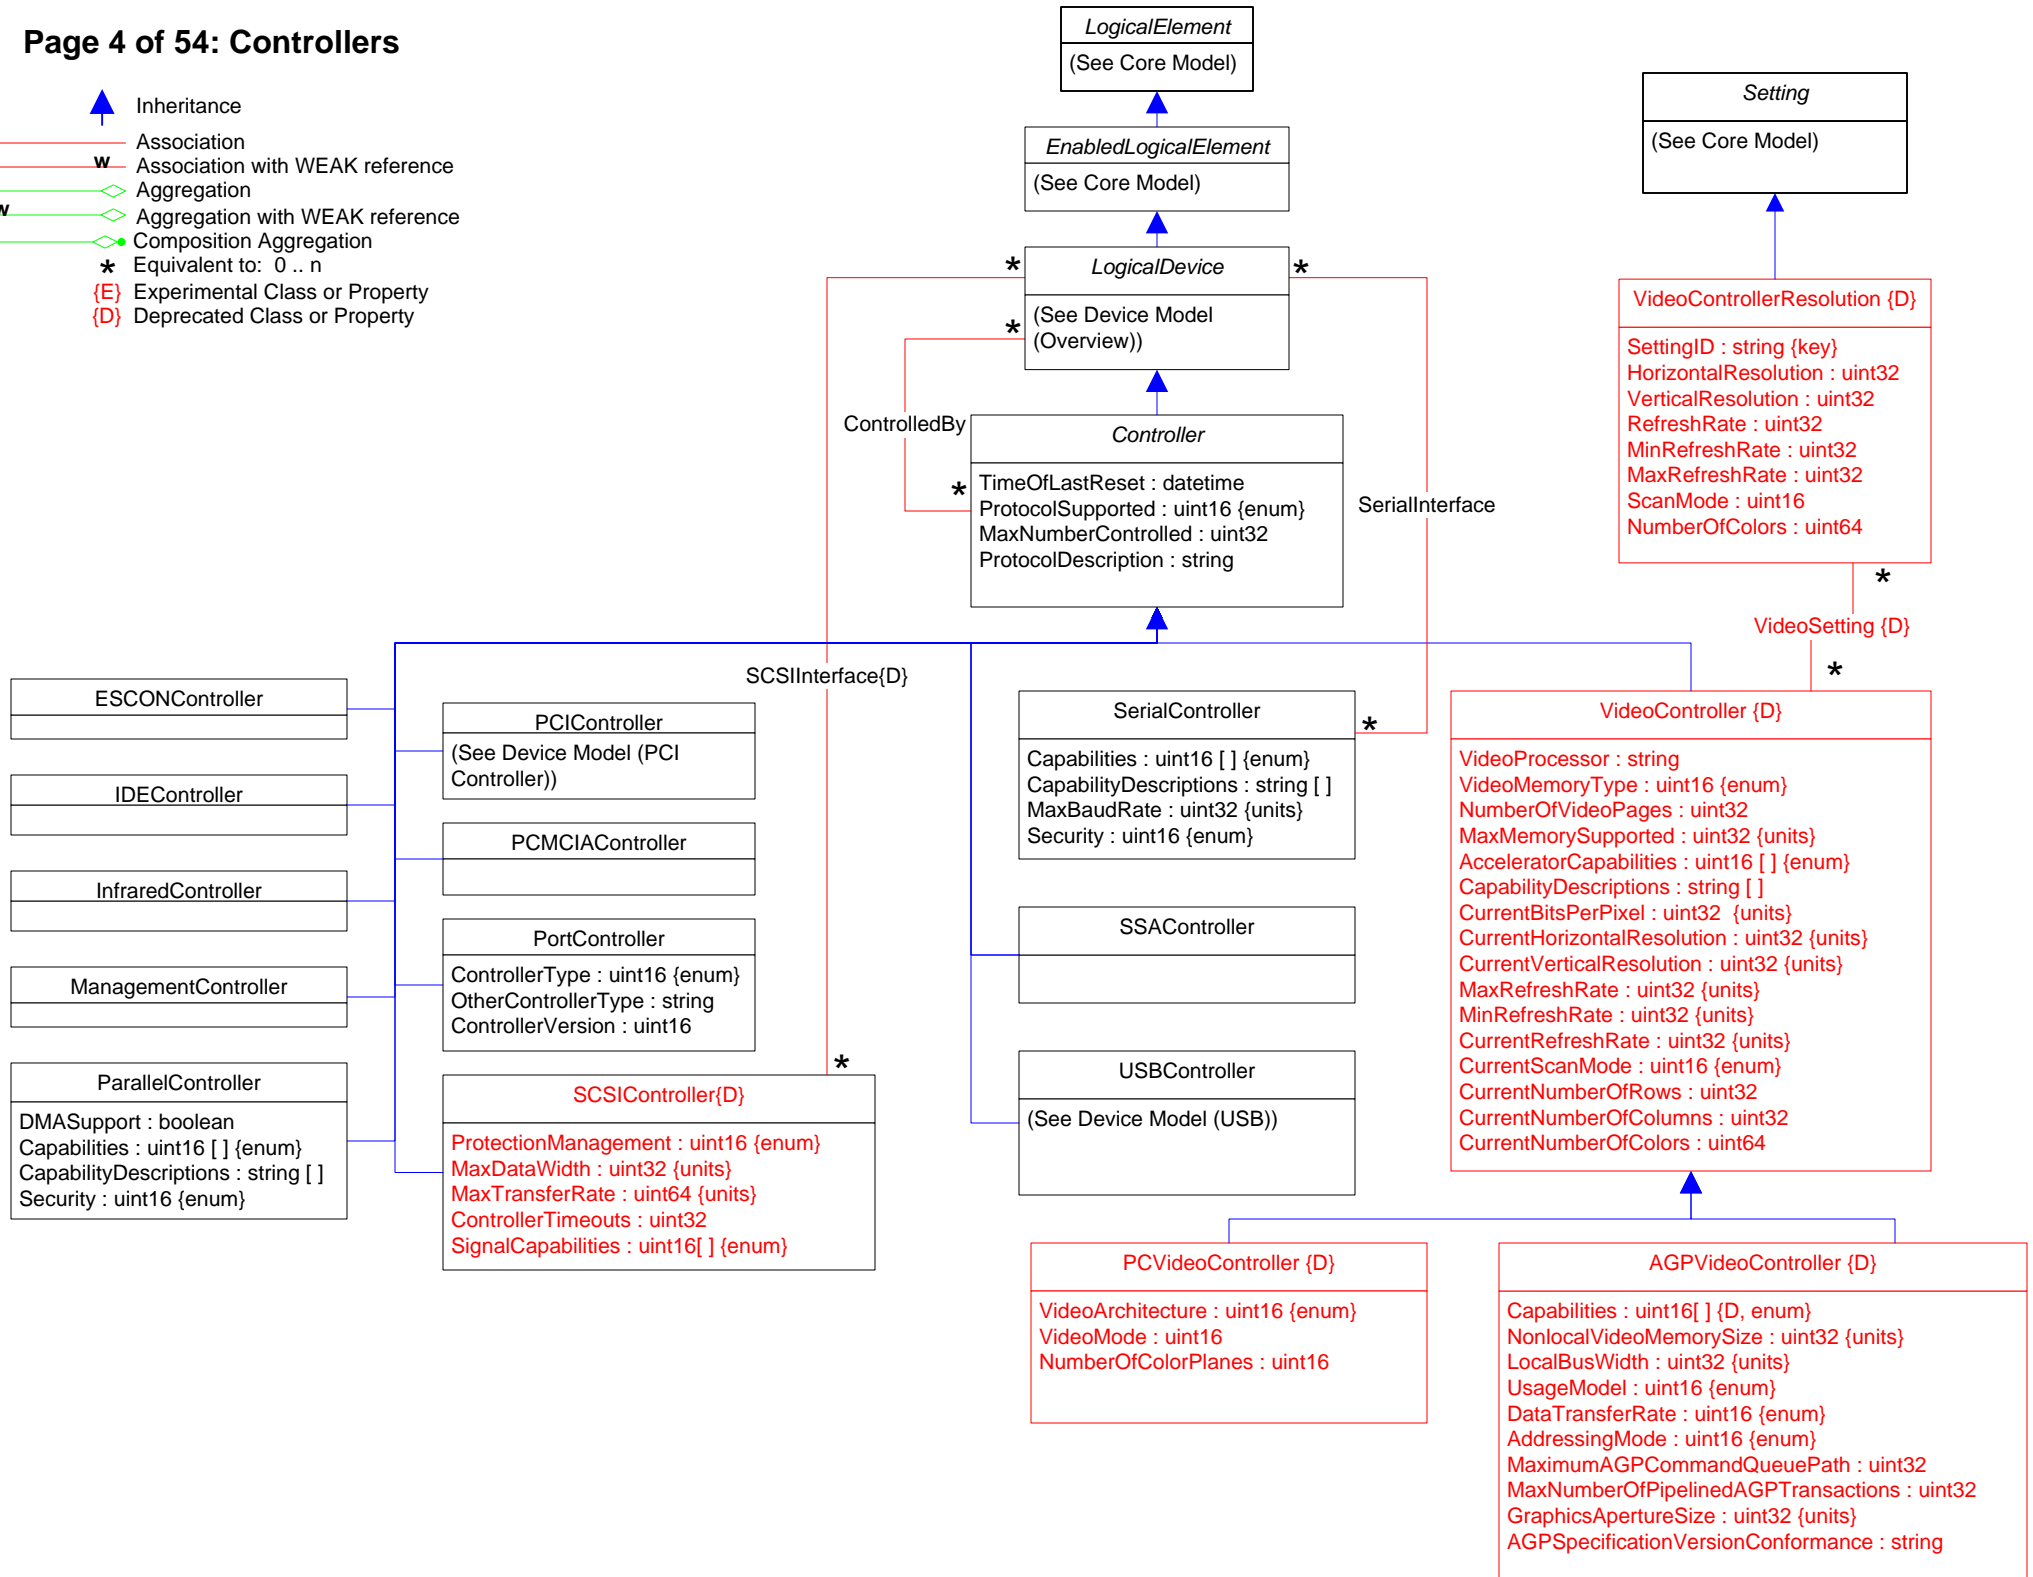 Page 4 of 54: Controllers
Inheritance
Association
w Association with WEAK reference
Aggregation
w Aggregation with WEAK reference
Composition Aggregation
* Equivalent to: 0 .. n
{E} Experimental Class or Property
{D} Deprecated Class or Property
LogicalElement
(See Core Model)
EnabledLogicalElement
(See Core Model)
* LogicalDevice *
(See Device Model
(Overview))
*
ControlledBy
Controller
TimeOfLastReset : datetime
ProtocolSupported : uint16 {enum}
MaxNumberControlled : uint32
ProtocolDescription : string
*
SerialInterface
Setting
(See Core Model)
VideoControllerResolution {D}
SettingID : string {key}
HorizontalResolution : uint32
VerticalResolution : uint32
RefreshRate : uint32
MinRefreshRate : uint32
MaxRefreshRate : uint32
ScanMode : uint16
NumberOfColors : uint64
*
VideoSetting {D}
*
SCSIInterface{D}
ESCONController
IDEController
InfraredController
ManagementController
ParallelController
DMASupport : boolean
Capabilities : uint16 [ ] {enum}
CapabilityDescriptions : string [ ]
Security : uint16 {enum}
PCIController
(See Device Model (PCI
Controller))
PCMCIAController
PortController
ControllerType : uint16 {enum}
OtherControllerType : string
ControllerVersion : uint16
*
SCSIController{D}
ProtectionManagement : uint16 {enum}
MaxDataWidth : uint32 {units}
MaxTransferRate : uint64 {units}
ControllerTimeouts : uint32
SignalCapabilities : uint16[ ] {enum}
SerialController
*
Capabilities : uint16 [ ] {enum}
CapabilityDescriptions : string [ ]
MaxBaudRate : uint32 {units}
Security : uint16 {enum}
SSAController
USBController
(See Device Model (USB))
VideoController {D}
VideoProcessor : string
VideoMemoryType : uint16 {enum}
NumberOfVideoPages : uint32
MaxMemorySupported : uint32 {units}
AcceleratorCapabilities : uint16 [ ] {enum}
CapabilityDescriptions : string [ ]
CurrentBitsPerPixel : uint32 {units}
CurrentHorizontalResolution : uint32 {units}
CurrentVerticalResolution : uint32 {units}
MaxRefreshRate : uint32 {units}
MinRefreshRate : uint32 {units}
CurrentRefreshRate : uint32 {units}
CurrentScanMode : uint16 {enum}
CurrentNumberOfRows : uint32
CurrentNumberOfColumns : uint32
CurrentNumberOfColors : uint64
PCVideoController {D}
VideoArchitecture : uint16 {enum}
VideoMode : uint16
NumberOfColorPlanes : uint16
AGPVideoController {D}
Capabilities : uint16[ ] {D, enum}
NonlocalVideoMemorySize : uint32 {units}
LocalBusWidth : uint32 {units}
UsageModel : uint16 {enum}
DataTransferRate : uint16 {enum}
AddressingMode : uint16 {enum}
MaximumAGPCommandQueuePath : uint32
MaxNumberOfPipelinedAGPTransactions : uint32
GraphicsApertureSize : uint32 {units}
AGPSpecificationVersionConformance : string